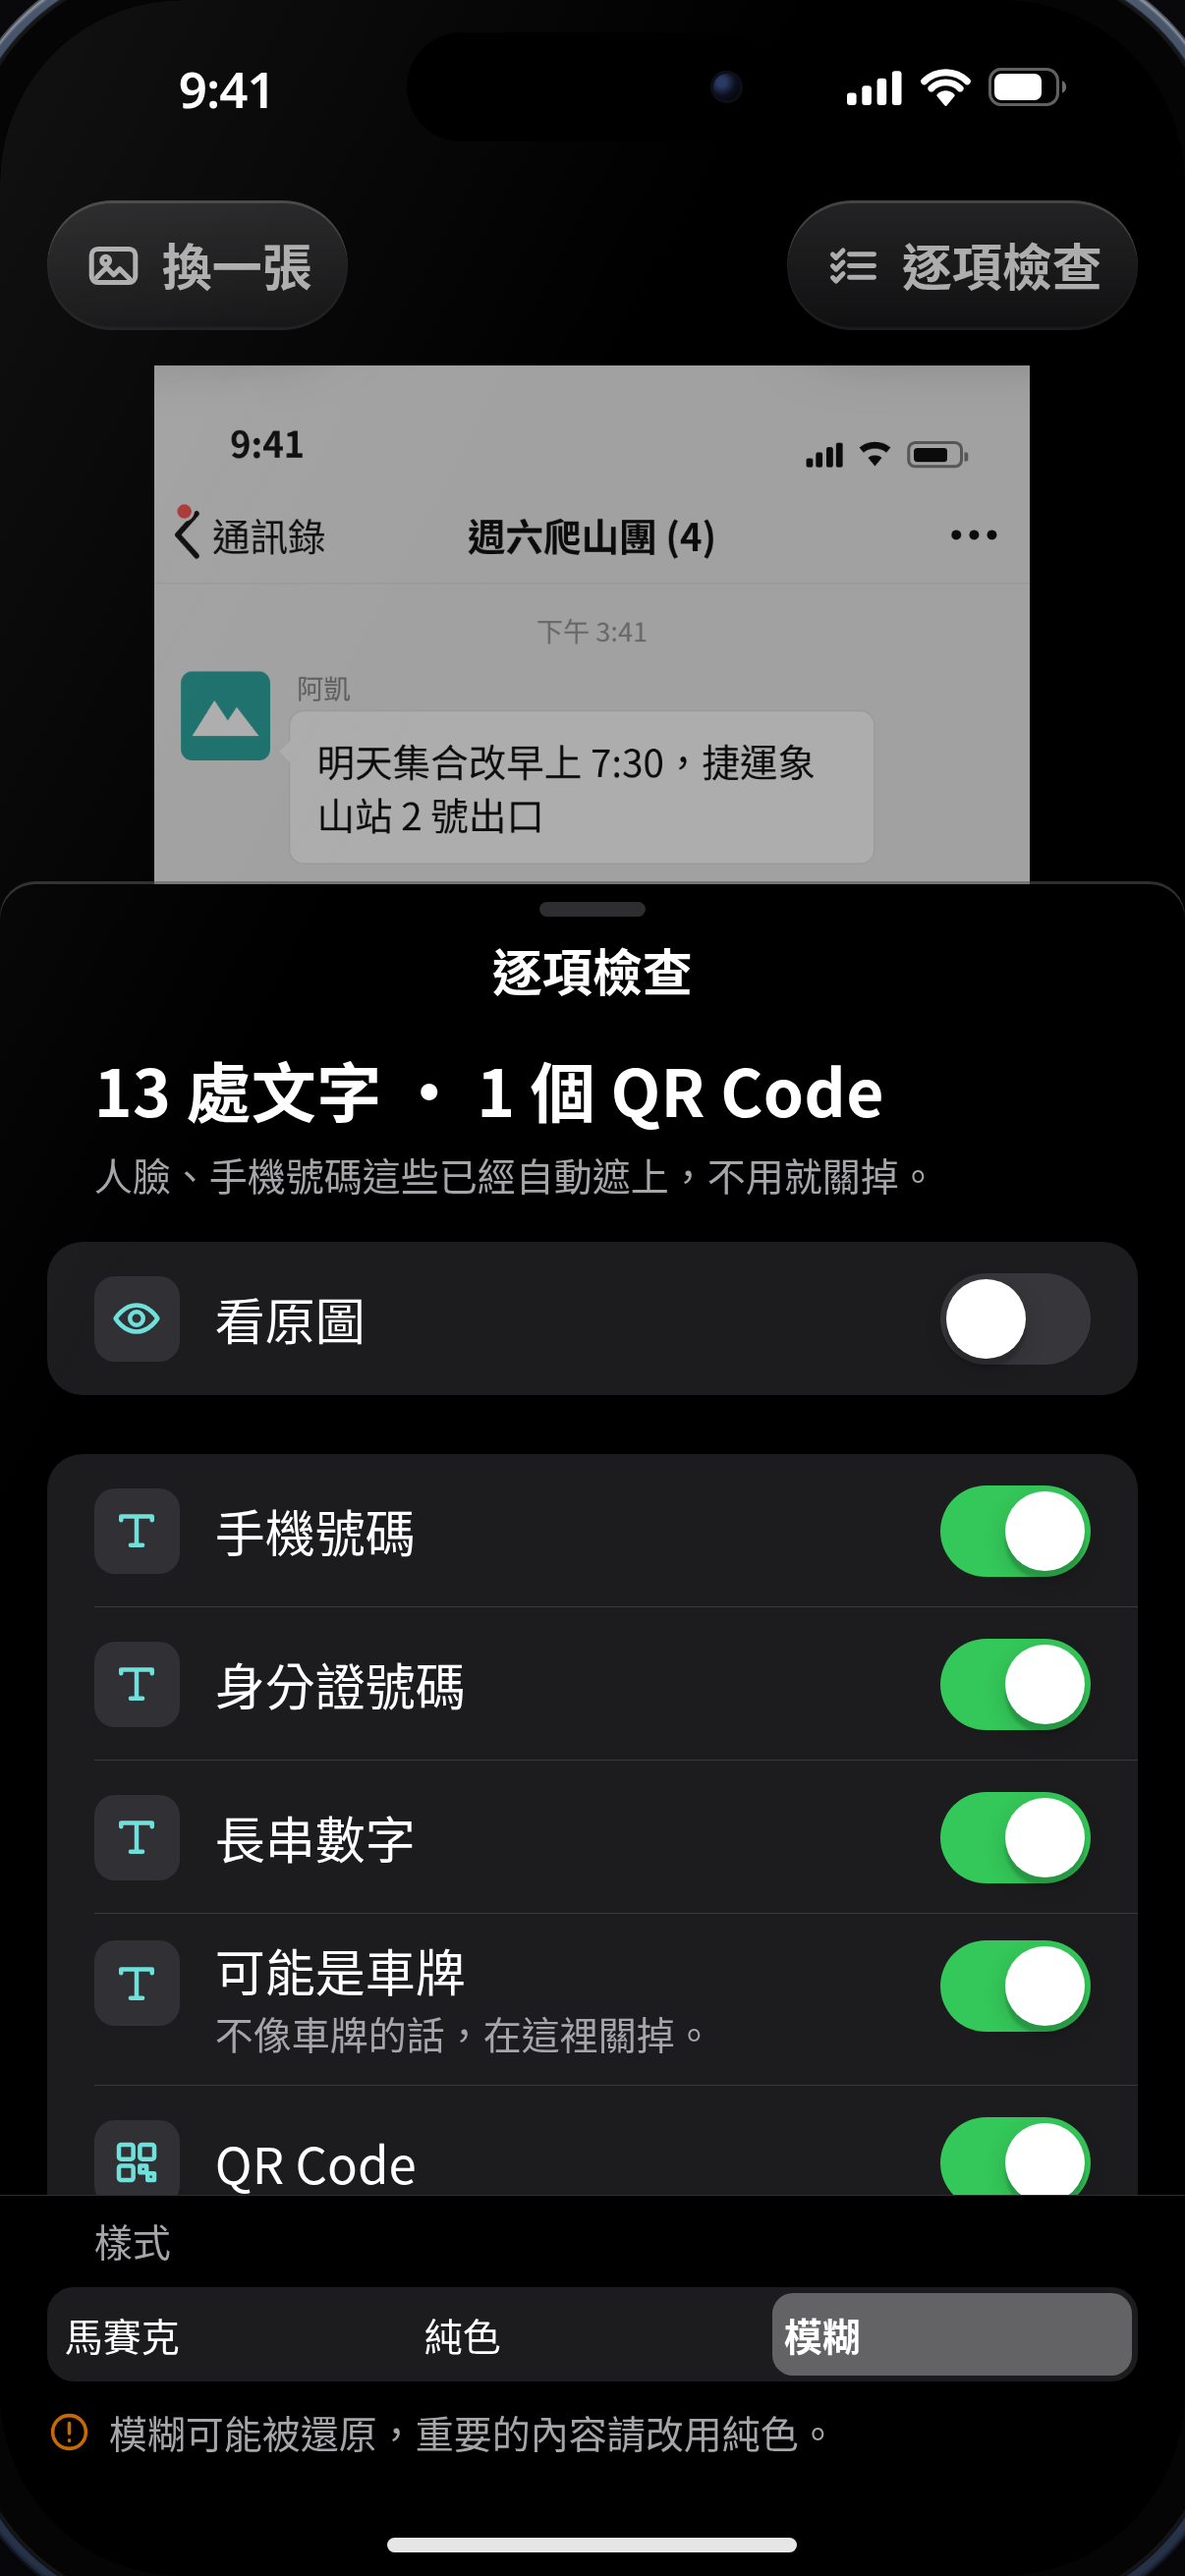 9:41
換一張
逐項檢查
9:41
通訊錄
週六爬山團 (4)
下午 3:41
阿凱
明天集合改早上 7:30，捷運象
山站 2 號出口
逐項檢查
13 處文字 · 1 個 QR Code
人臉、手機號碼這些已經自動遮上，不用就關掉。
看原圖
手機號碼
身分證號碼
長串數字
可能是車牌
不像車牌的話，在這裡關掉。
QR Code
樣式
馬賽克
純色
模糊
模糊可能被還原，重要的內容請改用純色。